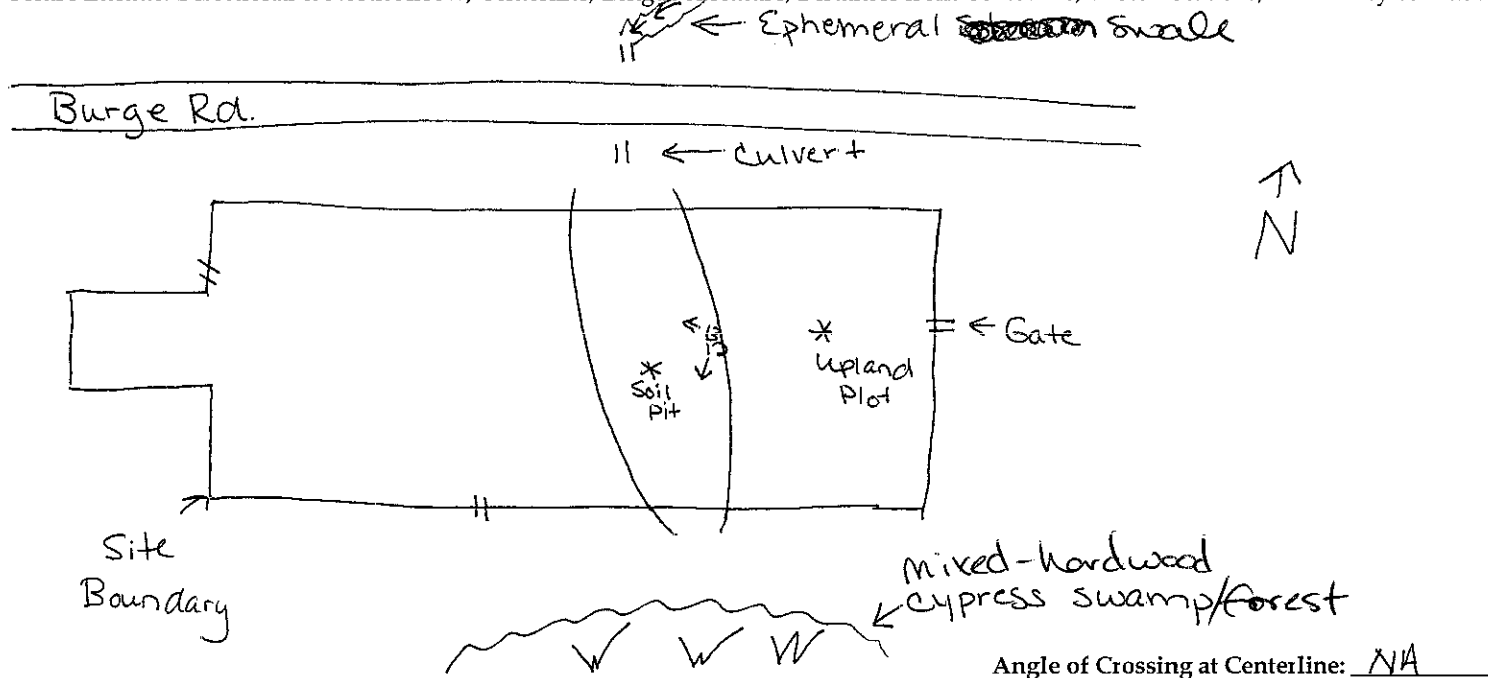 Ephemeral Swale
Burge Rd.
Culvert
N
Gate
Upland
Plot
Soil
Pit
Site
Boundary
mixed-hardwood
cypress swamp/forest
W W W
Angle of Crossing at Centerline: NA